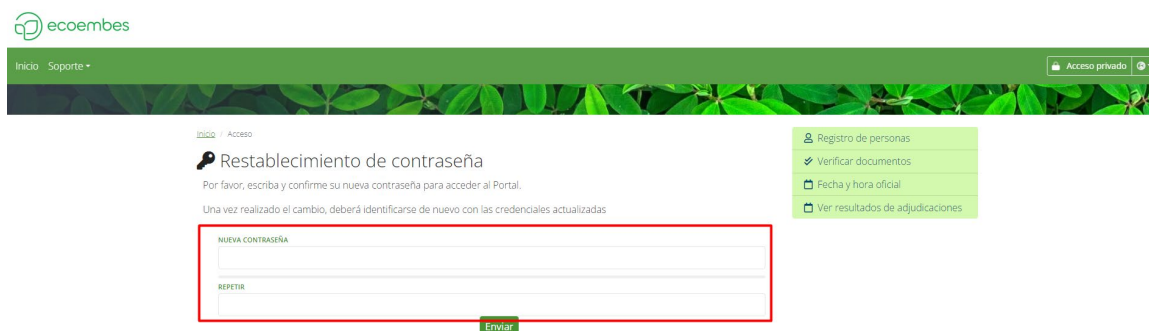 ecoembes
Inicio Soporte
Acceso privado
Inicio / Acceso
Restablecimiento de contraseña
Por favor, escriba y confirme su nueva contraseña para acceder al Portal.
Una vez realizado el cambio, deberá identificarse de nuevo con las credenciales actualizadas
NUEVA CONTRASEÑA
REPETIR
Enviar
Registro de personas
Verificar documentos
Fecha y hora oficial
Ver resultados de adjudicaciones